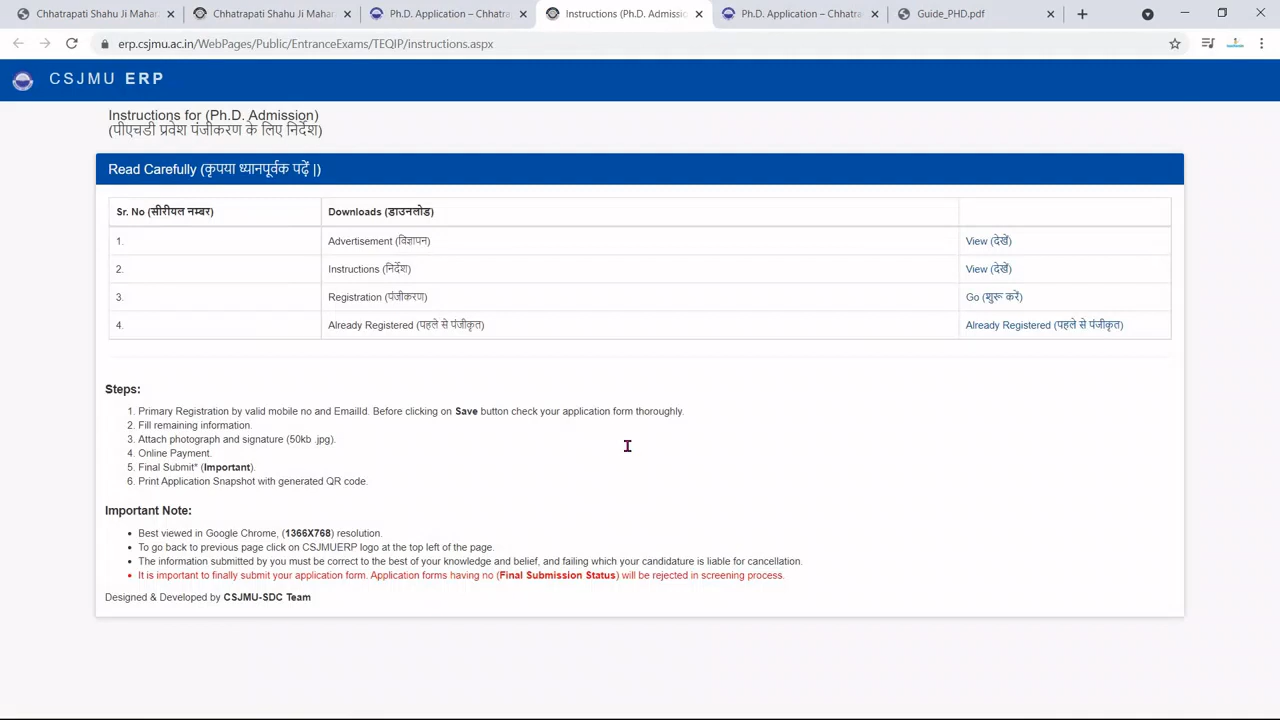 Chhatrapati Shahu Ji Mahar
Chhatrapati Shahu Ji Mahar
Ph.D. Application – Chhatra
Instructions (Ph.D. Admissio
Ph.D. Application – Chhatra
Guide_PHD.pdf
erp.csjmu.ac.in/WebPages/Public/EntranceExams/TEQIP/instructions.aspx
CSJMU ERP
Instructions for (Ph.D. Admission)
(पीएचडी प्रवेश पंजीकरण के लिए निर्देश)
Read Carefully (कृपया ध्यानपूर्वक पढ़ें |)
Sr. No (सीरीयल नम्बर) Downloads (डाउनलोड)
1. Advertisement (विज्ञापन) View (देखें)
2. Instructions (निर्देश) View (देखें)
3. Registration (पंजीकरण) Go (शुरू करें)
4. Already Registered (पहले से पंजीकृत) Already Registered (पहले से पंजीकृत)
Steps:
1. Primary Registration by valid mobile no and EmailId. Before clicking on Save button check your application form thoroughly.
2. Fill remaining information.
3. Attach photograph and signature (50kb .jpg).
4. Online Payment.
5. Final Submit* (Important).
6. Print Application Snapshot with generated QR code.
Important Note:
• Best viewed in Google Chrome, (1366X768) resolution.
• To go back to previous page click on CSJMUERP logo at the top left of the page.
• The information submitted by you must be correct to the best of your knowledge and belief, and failing which your candidature is liable for cancellation.
• It is important to finally submit your application form. Application forms having no (Final Submission Status) will be rejected in screening process.
Designed & Developed by CSJMU-SDC Team